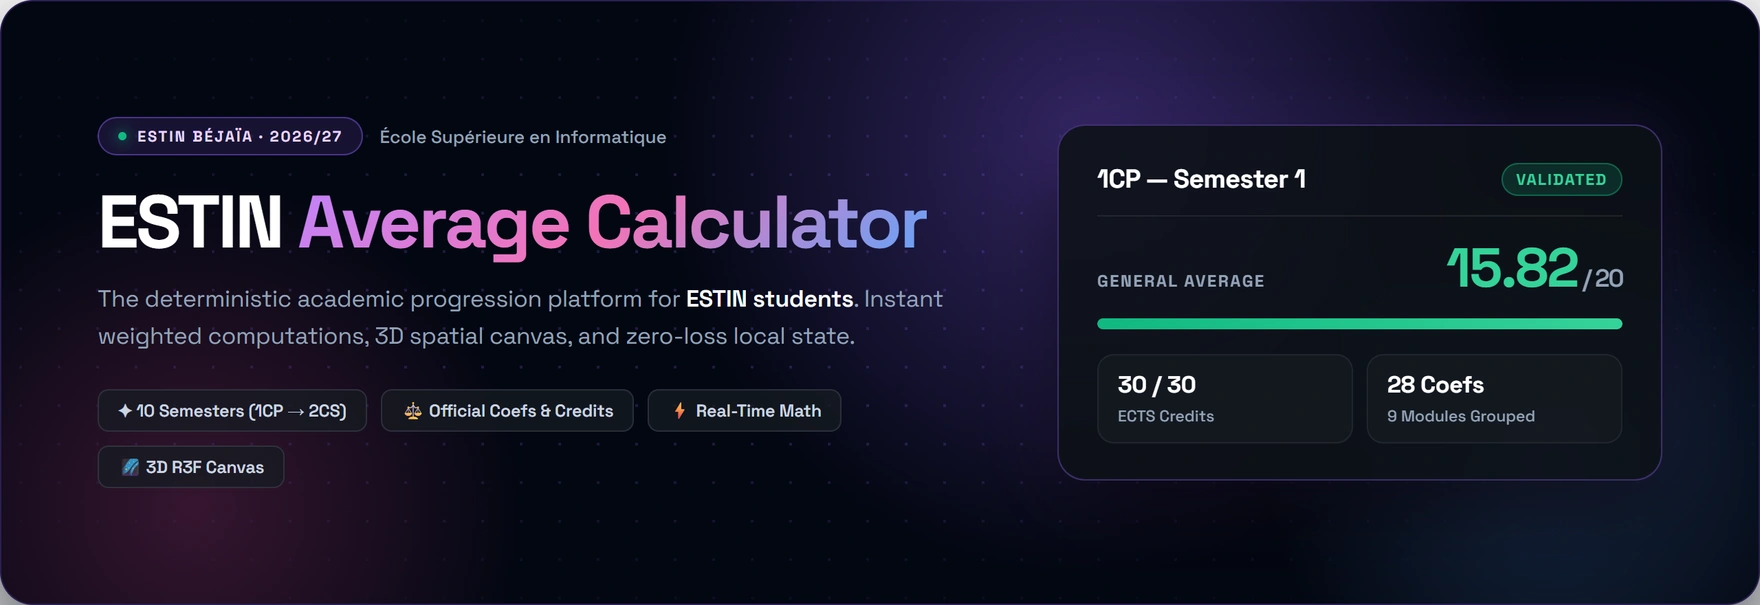 ESTIN BÉJAÏA · 2026/27
École Supérieure en Informatique
ESTIN Average Calculator
The deterministic academic progression platform for ESTIN students. Instant
weighted computations, 3D spatial canvas, and zero-loss local state.
✦ 10 Semesters (1CP → 2CS)
⚖️ Official Coefs & Credits
⚡ Real-Time Math
3D R3F Canvas
1CP — Semester 1
VALIDATED
GENERAL AVERAGE
15.82 / 20
30 / 30
ECTS Credits
28 Coefs
9 Modules Grouped